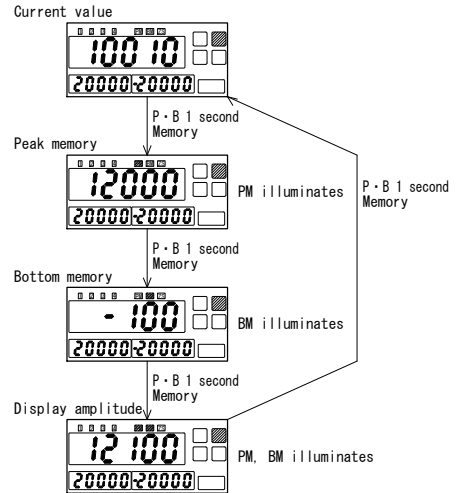 Current value
10010
20000 -20000
P・B 1 second
Memory
Peak memory
12000
PM illuminates
20000 -20000
P・B 1 second
Memory
P・B 1 second
Memory
Bottom memory
- 100
BM illuminates
20000 -20000
P・B 1 second
Memory
Display amplitude
12100
PM, BM illuminates
20000 -20000